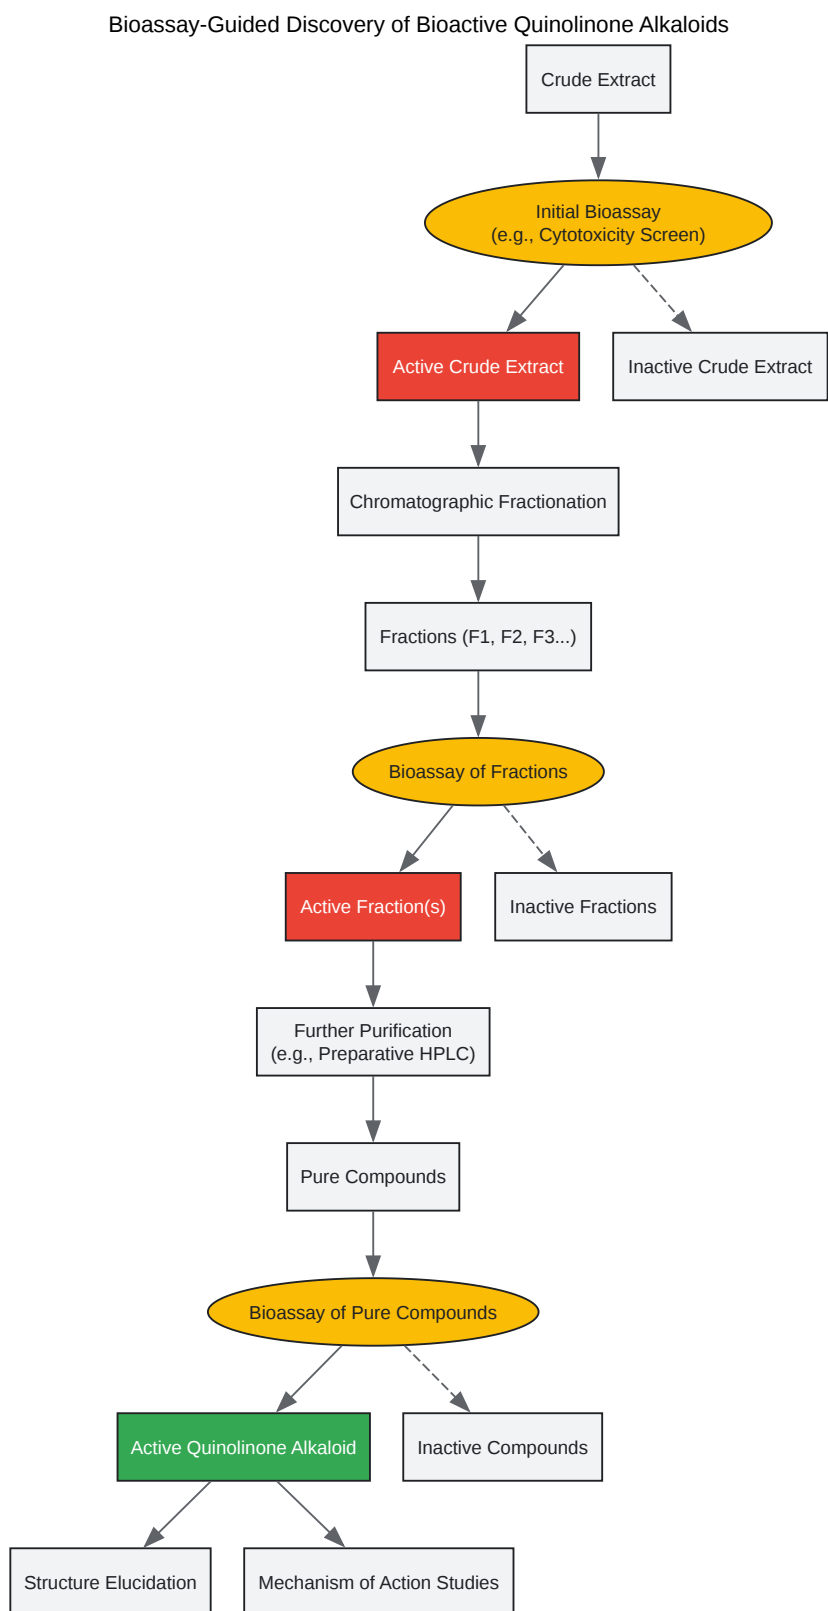 Bioassay-Guided Discovery of Bioactive Quinolinone Alkaloids
Crude Extract
Initial Bioassay
(e.g., Cytotoxicity Screen)
Active Crude Extract
Inactive Crude Extract
Chromatographic Fractionation
Fractions (F1, F2, F3...)
Bioassay of Fractions
Active Fraction(s)
Inactive Fractions
Further Purification
(e.g., Preparative HPLC)
Pure Compounds
Bioassay of Pure Compounds
Active Quinolinone Alkaloid
Inactive Compounds
Structure Elucidation
Mechanism of Action Studies